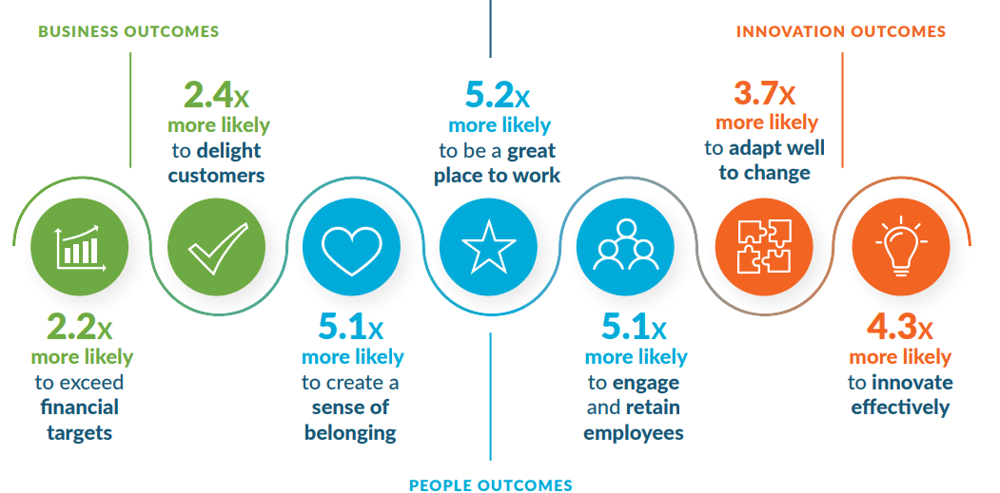 BUSINESS OUTCOMES
INNOVATION OUTCOMES
2.4X
more likely
to delight
customers
5.2X
more likely
to be a great
place to work
3.7X
more likely
to adapt well
to change
2.2X
more likely
to exceed
financial
targets
5.1X
more likely
to create a
sense of
belonging
5.1X
more likely
to engage
and retain
employees
4.3X
more likely
to innovate
effectively
PEOPLE OUTCOMES